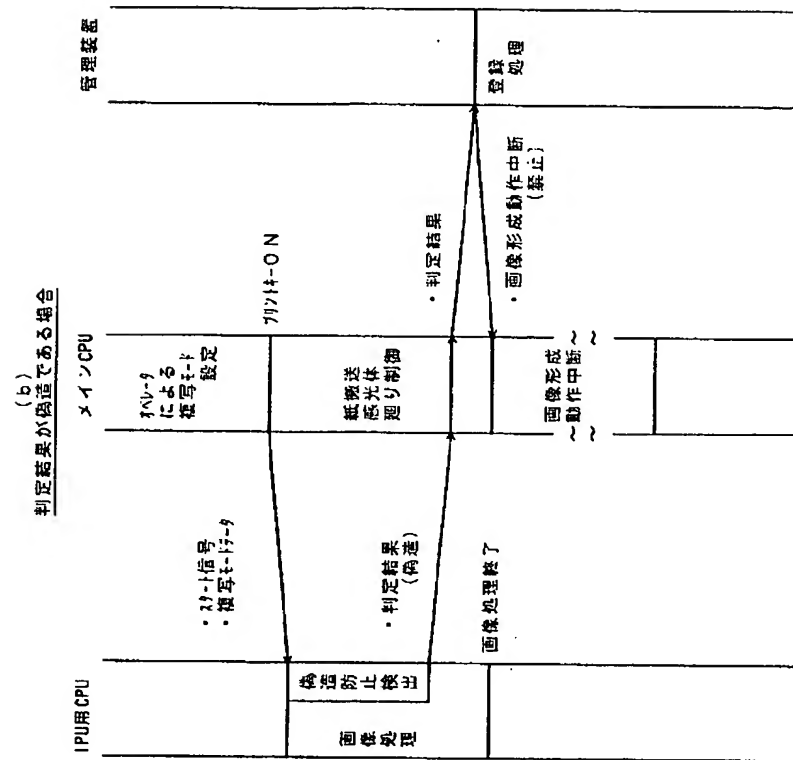 (b)
判定結果が偽造である場合
IPU用CPU
メインCPU
管理装置
オペレータ
による
複写モード
設定
プリントキーON
・スタート信号
・複写モードデータ
偽造防止検出
画像処理
紙搬送
感光体
廻り制御
・判定結果
(偽造)
・判定結果
登録
処理
・画像形成動作中断
(禁止)
画像処理終了
画像形成
動作中断